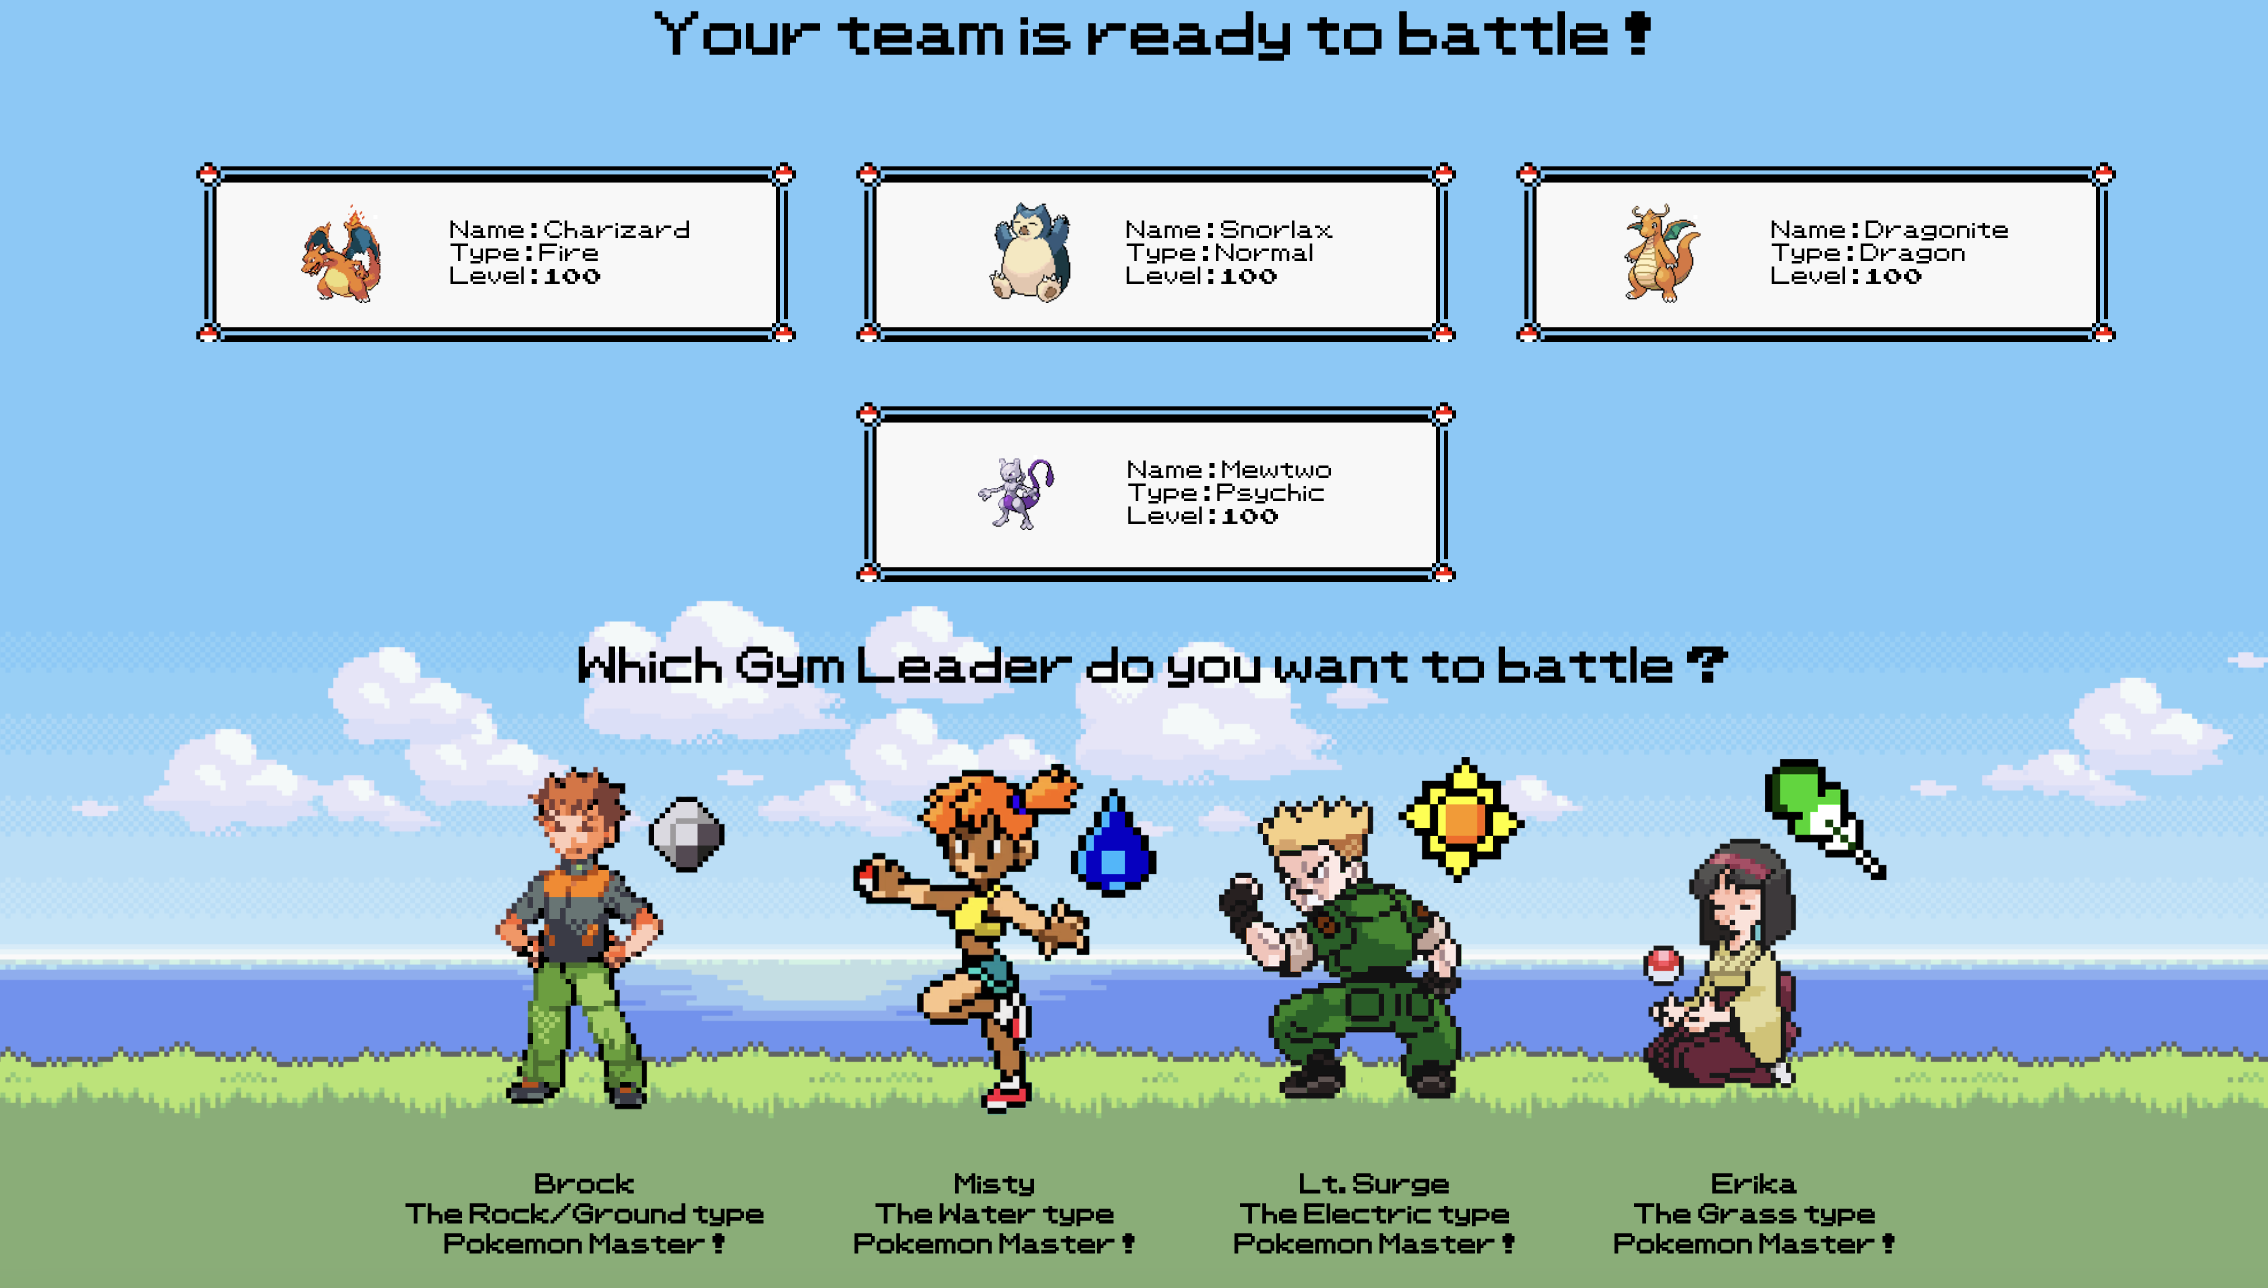 Your team is ready to battle!
Name:Charizard
Type:Fire
Level:100
Name:Snorlax
Type:Normal
Level:100
Name:Dragonite
Type:Dragon
Level:100
Name:Mewtwo
Type:Psychic
Level:100
Which Gym Leader do you want to battle?
Brock
The Rock/Ground type
Pokemon Master!
Misty
The Water type
Pokemon Master!
Lt. Surge
The Electric type
Pokemon Master!
Erika
The Grass type
Pokemon Master!